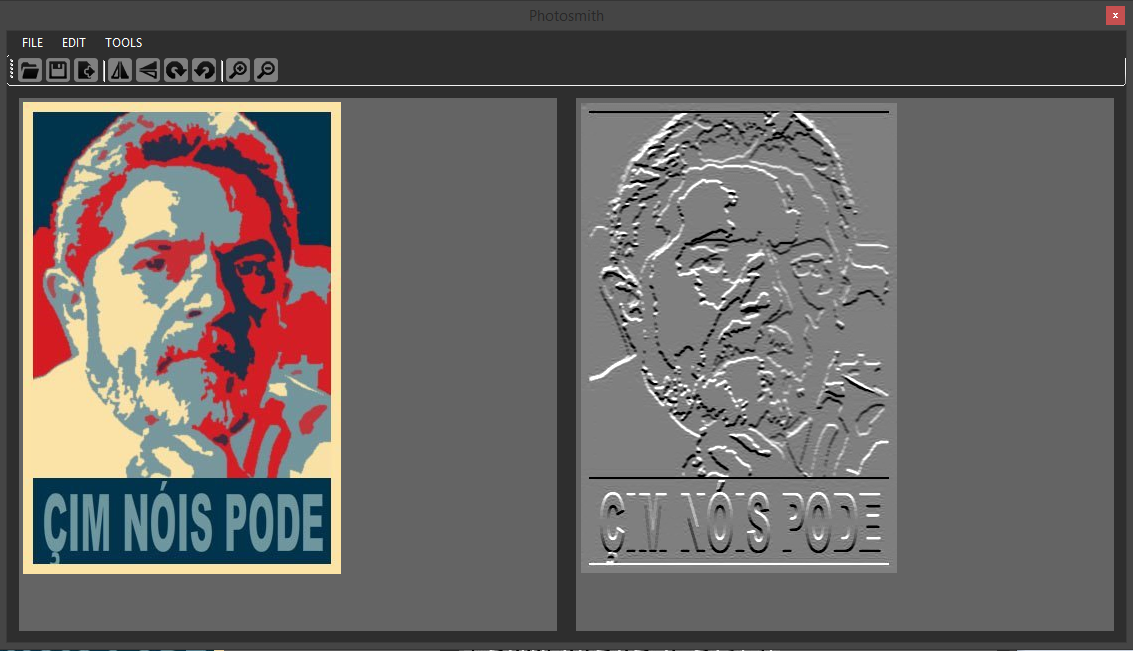 Photosmith
x
FILE EDIT TOOLS
ÇIM NÓIS PODE
ÇIM NÓIS PODE